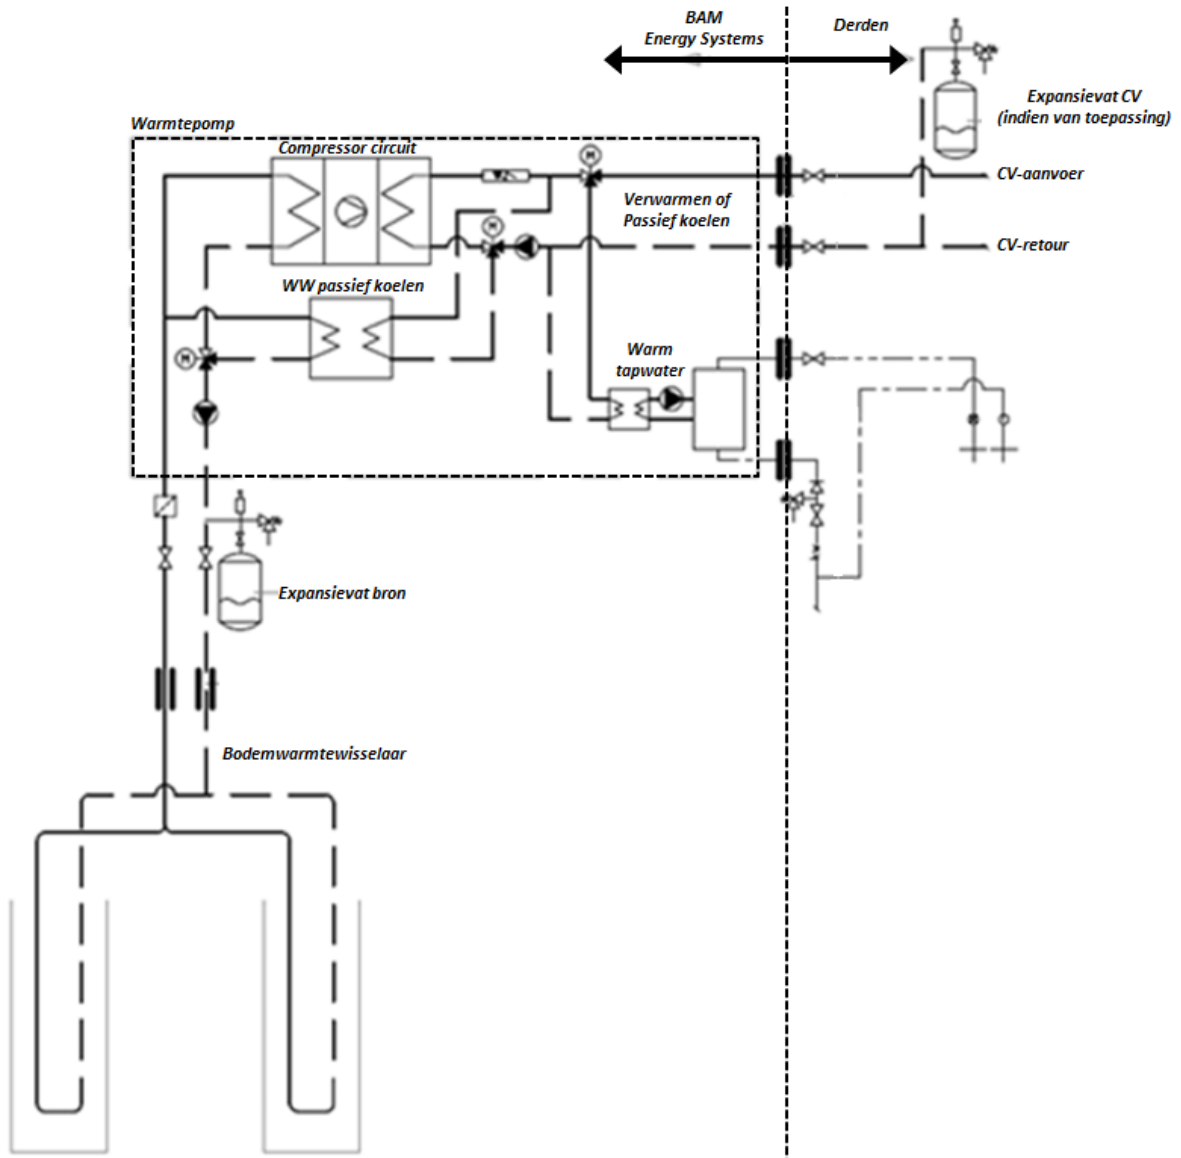 BAM
Energy Systems
Derden
Expansievat CV
(indien van toepassing)
Warmtepomp
Compressor circuit
M
CV-aanvoer
Verwarmen of
Passief koelen
M
CV-retour
WW passief koelen
M
Warm
tapwater
Expansievat bron
Bodemwarmtewisselaar